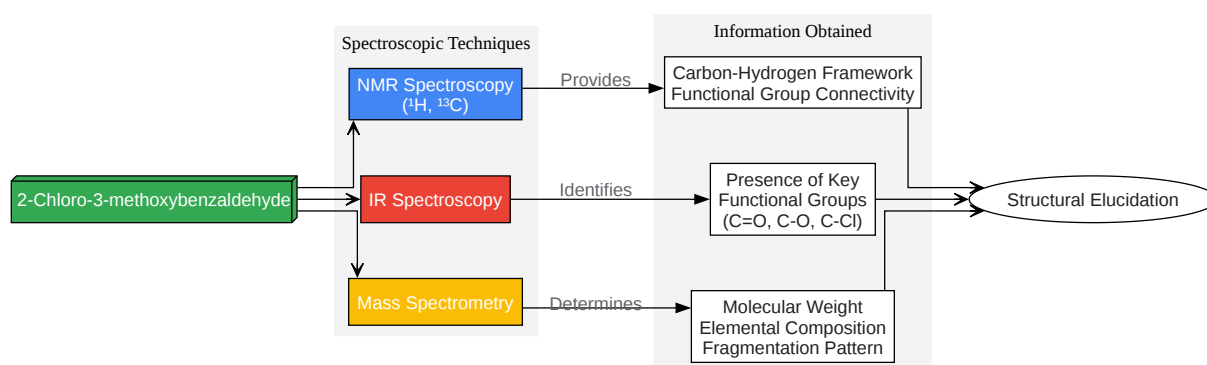 Spectroscopic Techniques
Information Obtained
NMR Spectroscopy
(¹H, ¹³C)
Provides
Carbon-Hydrogen Framework
Functional Group Connectivity
2-Chloro-3-methoxybenzaldehyde
IR Spectroscopy
Identifies
Presence of Key
Functional Groups
(C=O, C-O, C-Cl)
Structural Elucidation
Mass Spectrometry
Determines
Molecular Weight
Elemental Composition
Fragmentation Pattern